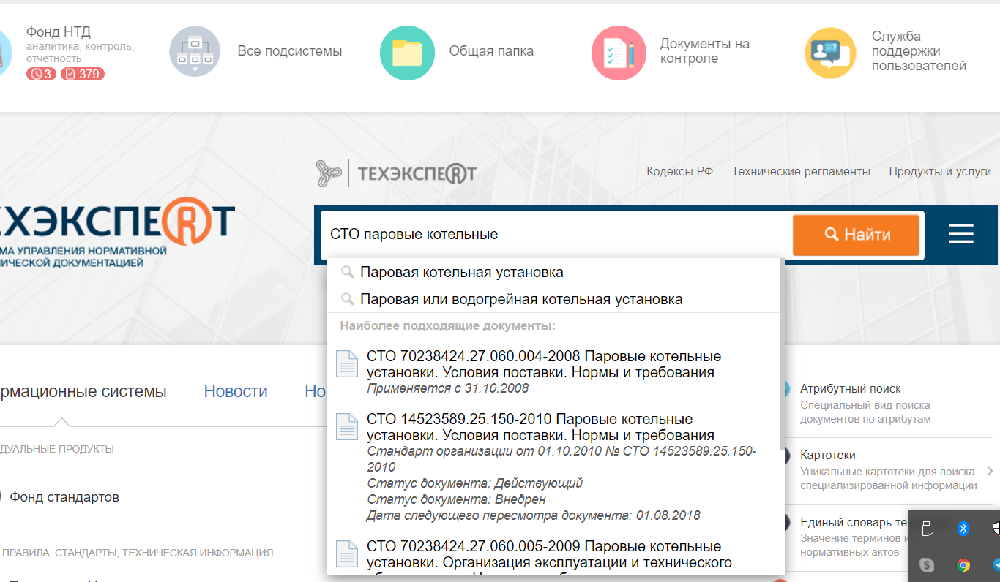 Фонд НТД
аналитика, контроль,
отчетность
3 379
Все подсистемы
Общая папка
Документы на
контроле
Служба
поддержки
пользователей
ТЕХЭКСПЕRТ
Кодексы РФ Технические регламенты Продукты и услуги
ХЭКСПЕRТ
МА УПРАВЛЕНИЯ НОРМАТИВНОЙ
ИЧЕСКОЙ ДОКУМЕНТАЦИЕЙ
СТО паровые котельные
Найти
Паровая котельная установка
Паровая или водогрейная котельная установка
Наиболее подходящие документы:
СТО 70238424.27.060.004-2008 Паровые котельные
установки. Условия поставки. Нормы и требования
Применяется с 31.10.2008
СТО 14523589.25.150-2010 Паровые котельные
установки. Условия поставки. Нормы и требования
Стандарт организации от 01.10.2010 № СТО 14523589.25.150-
2010
Статус документа: Действующий
Статус документа: Внедрен
Дата следующего пересмотра документа: 01.08.2018
СТО 70238424.27.060.005-2009 Паровые котельные
установки. Организация эксплуатации и технического
рмационные системы Новости Но
ДУАЛЬНЫЕ ПРОДУКТЫ
Фонд стандартов
ПРАВИЛА, СТАНДАРТЫ, ТЕХНИЧЕСКАЯ ИНФОРМАЦИЯ
Атрибутный поиск
Специальный вид поиска
документов по атрибутам
Картотеки
Уникальные картотеки для поиска
специализированной информации
Единый словарь те
Значение терминов и
нормативных актов